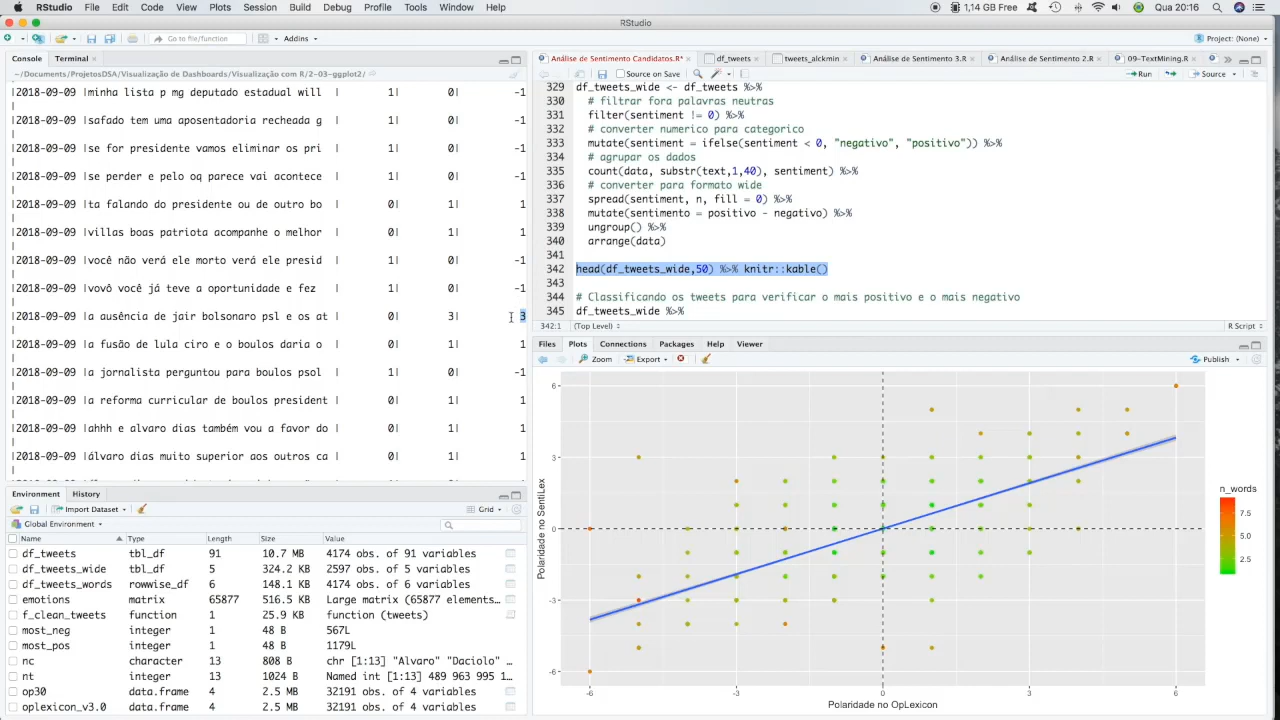 RStudio File Edit Code View Plots Session Build Debug Profile Tools Window Help 1,14 GB Free Qua 20:16
RStudio
Go to file/function Addins Project: (None)
Console Terminal
~/Documents/ProjetosDSA/Visualização de Dashboards/Visualização com R/2-03-ggplot2/
|2018-09-09 |minha lista p mg deputado estadual will | 1| 0| -1
|
|2018-09-09 |safado tem uma aposentadoria recheada g | 1| 0| -1
|
|2018-09-09 |se for presidente vamos eliminar os pri | 1| 0| -1
|
|2018-09-09 |se perder e pelo oq parece vai acontece | 1| 0| -1
|
|2018-09-09 |ta falando do presidente ou de outro bo | 0| 1| 1
|
|2018-09-09 |villas boas patriota acompanhe o melhor | 0| 1| 1
|
|2018-09-09 |você não verá ele morto verá ele presid | 1| 0| -1
|
|2018-09-09 |vovô você já teve a oportunidade e fez | 1| 0| -1
|
|2018-09-09 |a ausência de jair bolsonaro psl e os at | 0| 3| 3
|
|2018-09-09 |a fusão de lula ciro e o boulos daria o | 0| 1| 1
|
|2018-09-09 |a jornalista perguntou para boulos psol | 1| 0| -1
|
|2018-09-09 |a reforma curricular de boulos president | 0| 1| 1
|
|2018-09-09 |ahhh e alvaro dias também vou a favor do | 0| 1| 1
|
|2018-09-09 |álvaro dias muito superior aos outros ca | 0| 1| 1
|
Análise de Sentimento Candidatos.R* df_tweets tweets_alckmin Análise de Sentimento 3.R Análise de Sentimento 2.R 09-TextMining.R
Source on Save Run Source
329 df_tweets_wide <- df_tweets %>%
330 # filtrar fora palavras neutras
331 filter(sentiment != 0) %>%
332 # converter numerico para categorico
333 mutate(sentiment = ifelse(sentiment < 0, "negativo", "positivo")) %>%
334 # agrupar os dados
335 count(data, substr(text,1,40), sentiment) %>%
336 # converter para formato wide
337 spread(sentiment, n, fill = 0) %>%
338 mutate(sentimento = positivo - negativo) %>%
339 ungroup() %>%
340 arrange(data)
341
342 head(df_tweets_wide,50) %>% knitr::kable()
343
344 # Classificando os tweets para verificar o mais positivo e o mais negativo
345 df_tweets_wide %>%
342:1 (Top Level) R Script
Environment History
Import Dataset Grid
Global Environment
Name Type Length Size Value
df_tweets tbl_df 91 10.7 MB 4174 obs. of 91 variables
df_tweets_wide tbl_df 5 324.2 KB 2597 obs. of 5 variables
df_tweets_words rowwise_df 6 148.1 KB 4174 obs. of 6 variables
emotions matrix 65877 516.5 KB Large matrix (65877 elements...
f_clean_tweets function 1 25.9 KB function (tweets)
most_neg integer 1 48 B 567L
most_pos integer 1 48 B 1179L
nc character 13 808 B chr [1:13] "Alvaro" "Daciolo" ...
nt integer 13 1024 B Named int [1:13] 489 963 995 1...
op30 data.frame 4 2.5 MB 32191 obs. of 4 variables
oplexicon_v3.0 data.frame 4 2.5 MB 32191 obs. of 4 variables
Files Plots Connections Packages Help Viewer
Zoom Export Publish
6
3
0
-3
-6
Polaridade no SentiLex
-6 -3 0 3 6
Polaridade no OpLexicon
n_words
7.5
5.0
2.5